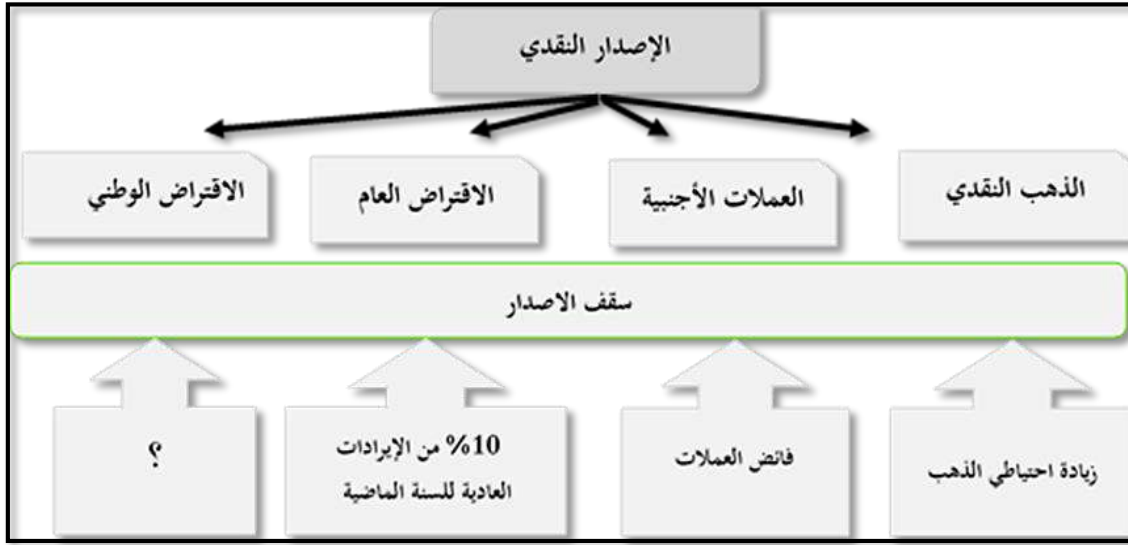 الإصدار النقدي
الذهب النقدي
العملات الأجنبية
الاقتراض العام
الاقتراض الوطني
سقف الاصدار
زيادة احتياطي الذهب
فائض العملات
10% من الإيرادات
العادية للسنة الماضية
؟